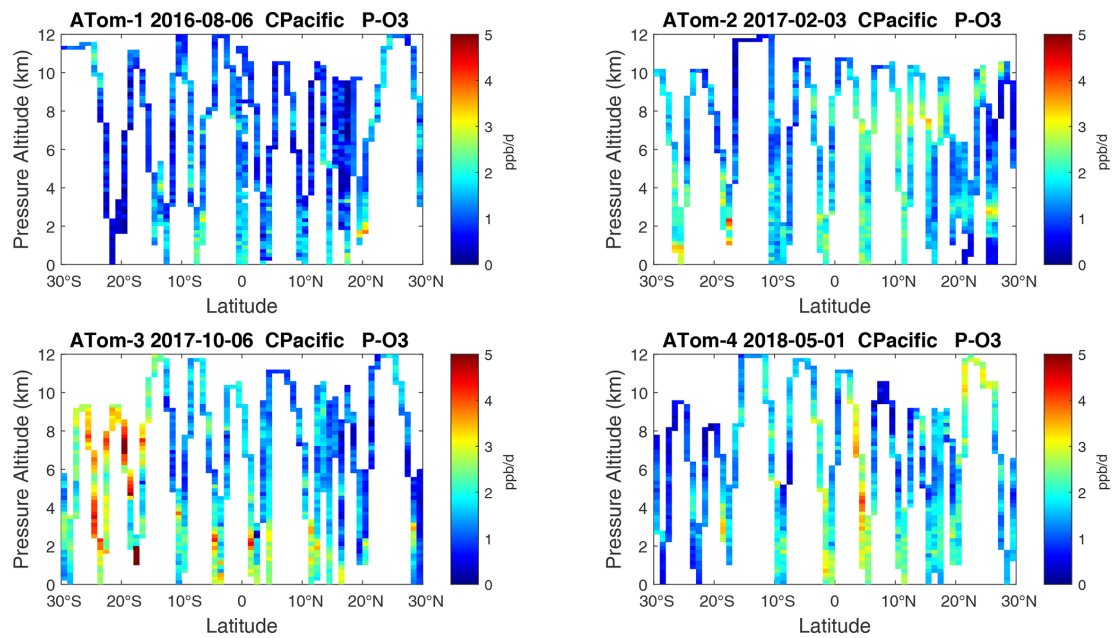 ATom-1 2016-08-06 CPacific P-O3
Pressure Altitude (km)
12
10
8
6
4
2
0
30°S 20°S 10°S 0 10°N 20°N 30°N
Latitude
5
4
3
2
1
0
ppb/d
ATom-2 2017-02-03 CPacific P-O3
Pressure Altitude (km)
12
10
8
6
4
2
0
30°S 20°S 10°S 0 10°N 20°N 30°N
Latitude
5
4
3
2
1
0
ppb/d
ATom-3 2017-10-06 CPacific P-O3
Pressure Altitude (km)
12
10
8
6
4
2
0
30°S 20°S 10°S 0 10°N 20°N 30°N
Latitude
5
4
3
2
1
0
ppb/d
ATom-4 2018-05-01 CPacific P-O3
Pressure Altitude (km)
12
10
8
6
4
2
0
30°S 20°S 10°S 0 10°N 20°N 30°N
Latitude
5
4
3
2
1
0
ppb/d